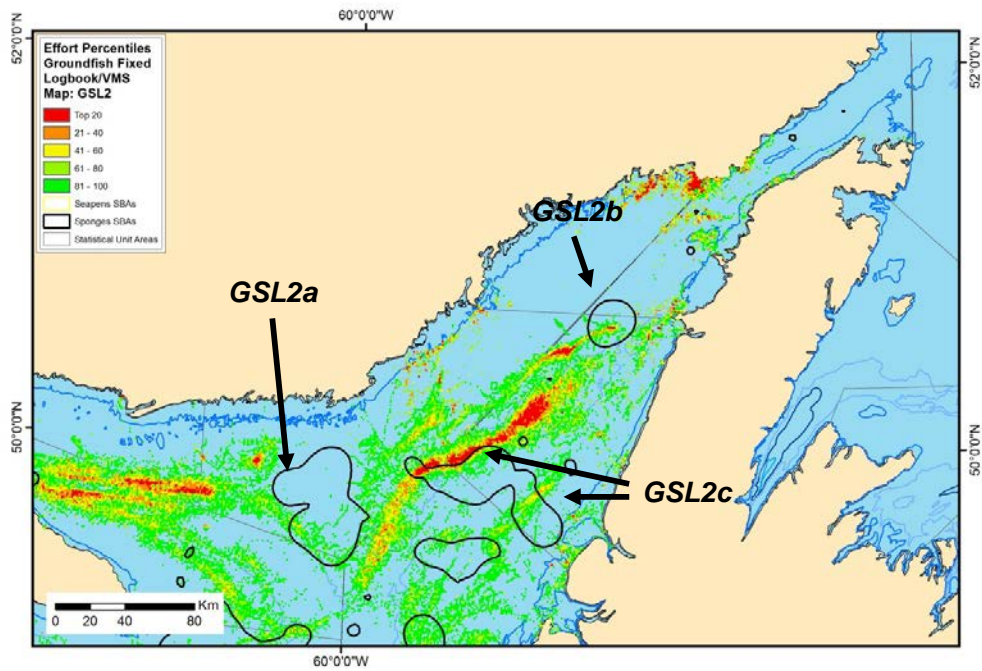 60°0'0"W
52°0'0"N
52°0'0"N
Effort Percentiles
Groundfish Fixed
Logbook/VMS
Map: GSL2
Top 20
21 - 40
41 - 60
61 - 80
81 - 100
Seapens SBAs
Sponges SBAs
Statistical Unit Areas
GSL2b
GSL2a
50°0'0"N
50°0'0"N
GSL2c
Km
0 20 40 80
60°0'0"W